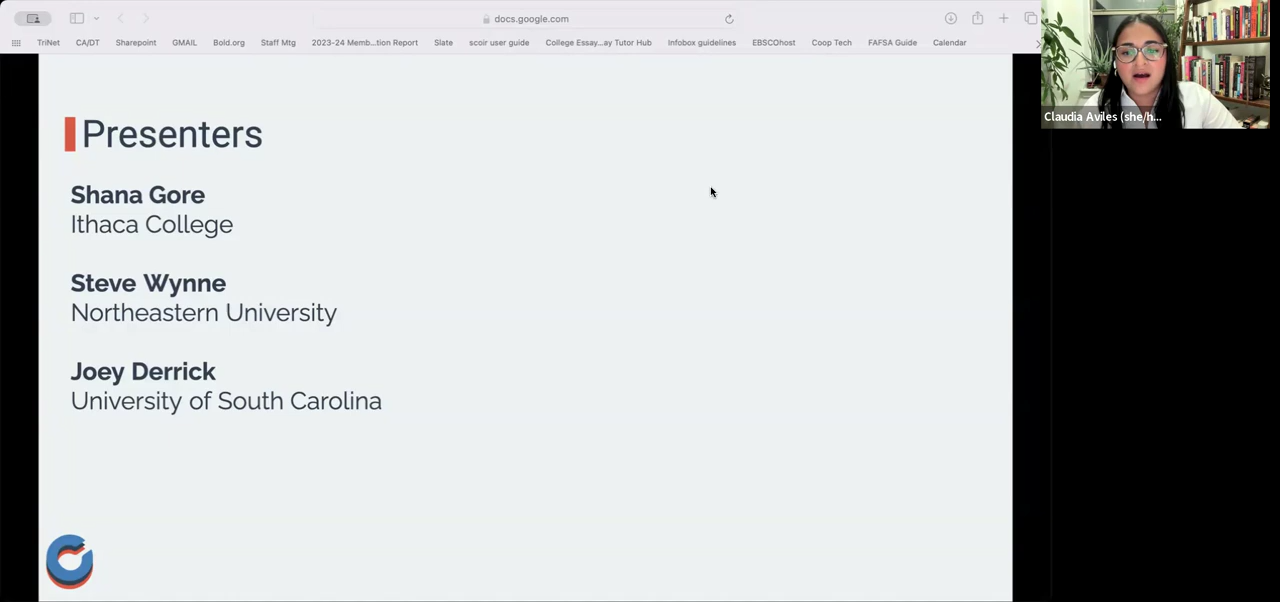 docs.google.com
TriNet CA/DT Sharepoint GMAIL Bold.org Staff Mtg 2023-24 Memb...tion Report Slate scoir user guide College Essay...ay Tutor Hub Infobox guidelines EBSCOhost Coop Tech FAFSA Guide Calendar
Claudia Aviles (she/h...
Presenters
Shana Gore
Ithaca College
Steve Wynne
Northeastern University
Joey Derrick
University of South Carolina